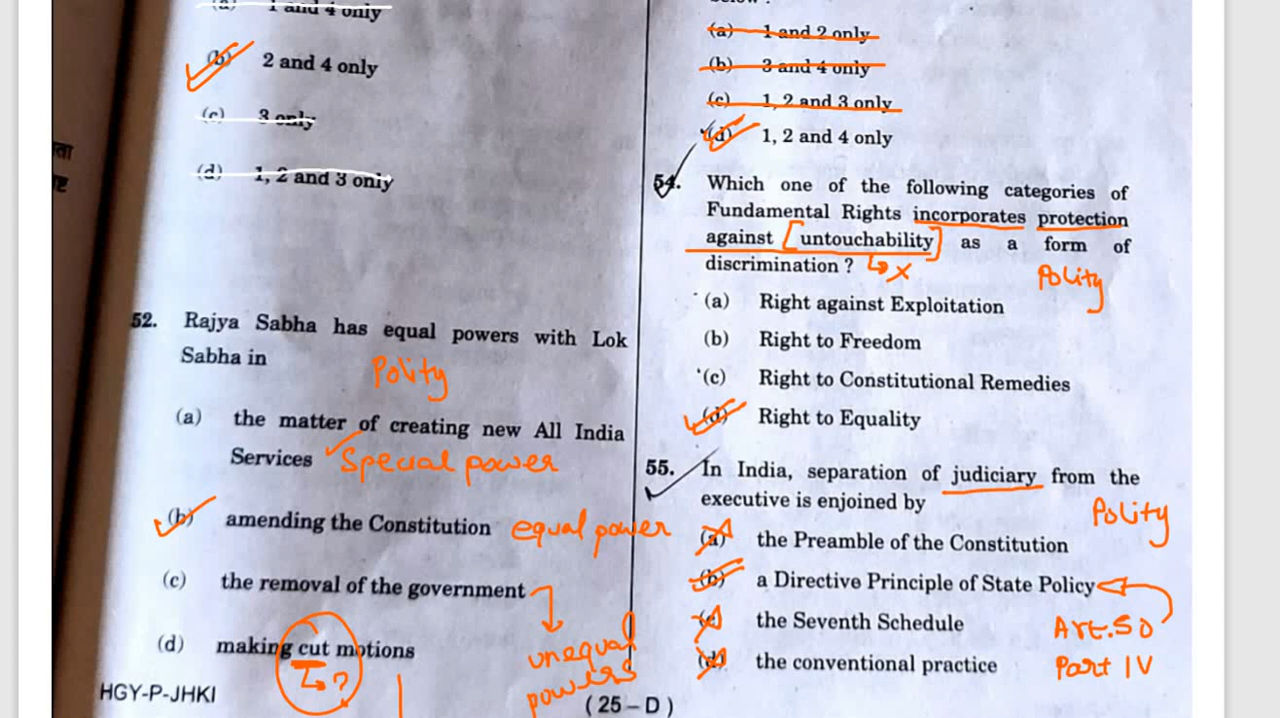 (a) 1 and 4 only
(b) 2 and 4 only
(c) 3 only
(d) 1, 2 and 3 only
52. Rajya Sabha has equal powers with Lok
Sabha in
Polity
(a) the matter of creating new All India
Services Special power
(b) amending the Constitution equal power
(c) the removal of the government
(d) making cut motions
?
unequal
powers
HGY-P-JHKI
(25 – D)
below :
(a) 1 and 2 only
(b) 3 and 4 only
(c) 1, 2 and 3 only
(d) 1, 2 and 4 only
54. Which one of the following categories of
Fundamental Rights incorporates protection
against [untouchability] as a form of
discrimination ? x
Polity
(a) Right against Exploitation
(b) Right to Freedom
(c) Right to Constitutional Remedies
(d) Right to Equality
55. In India, separation of judiciary from the
executive is enjoined by
Polity
(a) the Preamble of the Constitution
(b) a Directive Principle of State Policy
(c) the Seventh Schedule
Art.50
(d) the conventional practice
Part IV